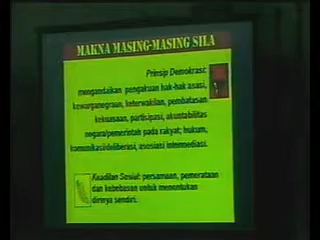 MAKNA MASING-MASING SILA
Prinsip Demokrasi:
mengandaikan pengakuan hak-hak asasi,
kewarganegraan, keterwakilan, pembatasan
kekuasaan, partisipasi, akuntabilitas
negara/pemerintah pada rakyat; hukum,
komunikasi/deliberasi, asosiasi intermediasi.
Keadilan Sosial: persamaan, pemerataan
dan kebebasan untuk menentukan
dirinya sendiri.